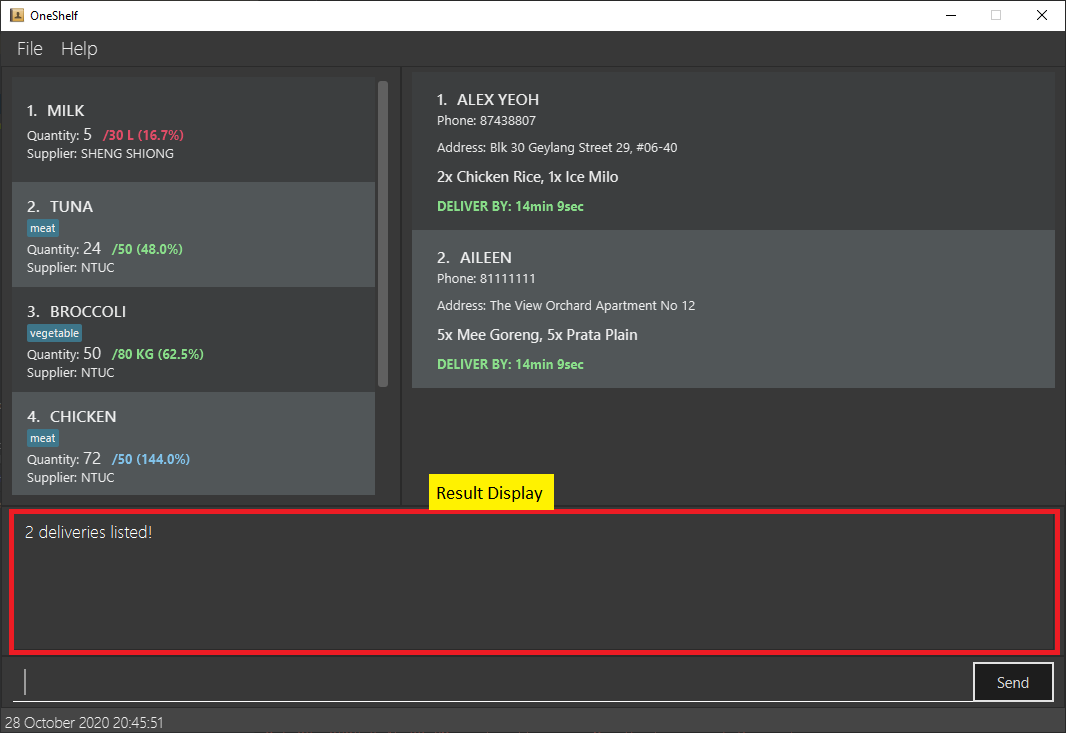 OneShelf
File Help
1. MILK
Quantity: 5 /30 L (16.7%)
Supplier: SHENG SHIONG
2. TUNA
meat
Quantity: 24 /50 (48.0%)
Supplier: NTUC
3. BROCCOLI
vegetable
Quantity: 50 /80 KG (62.5%)
Supplier: NTUC
4. CHICKEN
meat
Quantity: 72 /50 (144.0%)
Supplier: NTUC
1. ALEX YEOH
Phone: 87438807
Address: Blk 30 Geylang Street 29, #06-40
2x Chicken Rice, 1x Ice Milo
DELIVER BY: 14min 9sec
2. AILEEN
Phone: 81111111
Address: The View Orchard Apartment No 12
5x Mee Goreng, 5x Prata Plain
DELIVER BY: 14min 9sec
Result Display
2 deliveries listed!
Send
28 October 2020 20:45:51